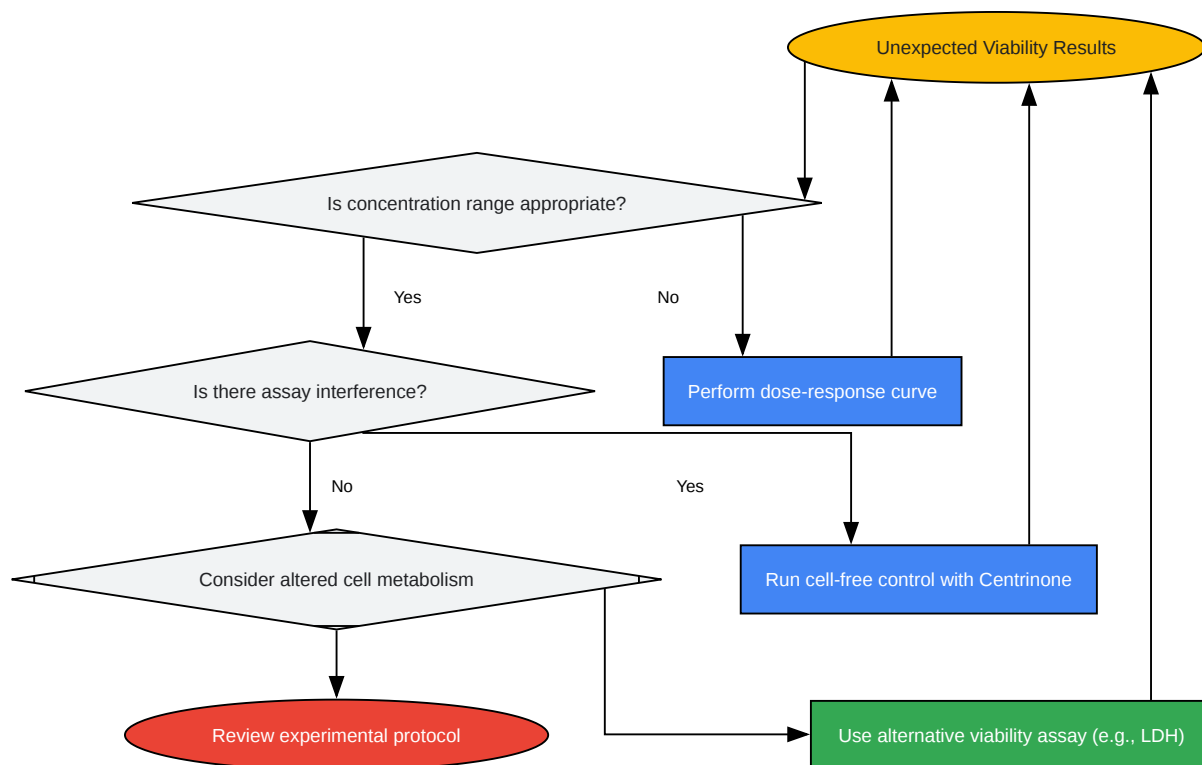 Unexpected Viability Results
Is concentration range appropriate?
Yes
No
Is there assay interference?
Perform dose-response curve
No
Yes
Consider altered cell metabolism
Run cell-free control with Centrinone
Review experimental protocol
Use alternative viability assay (e.g., LDH)